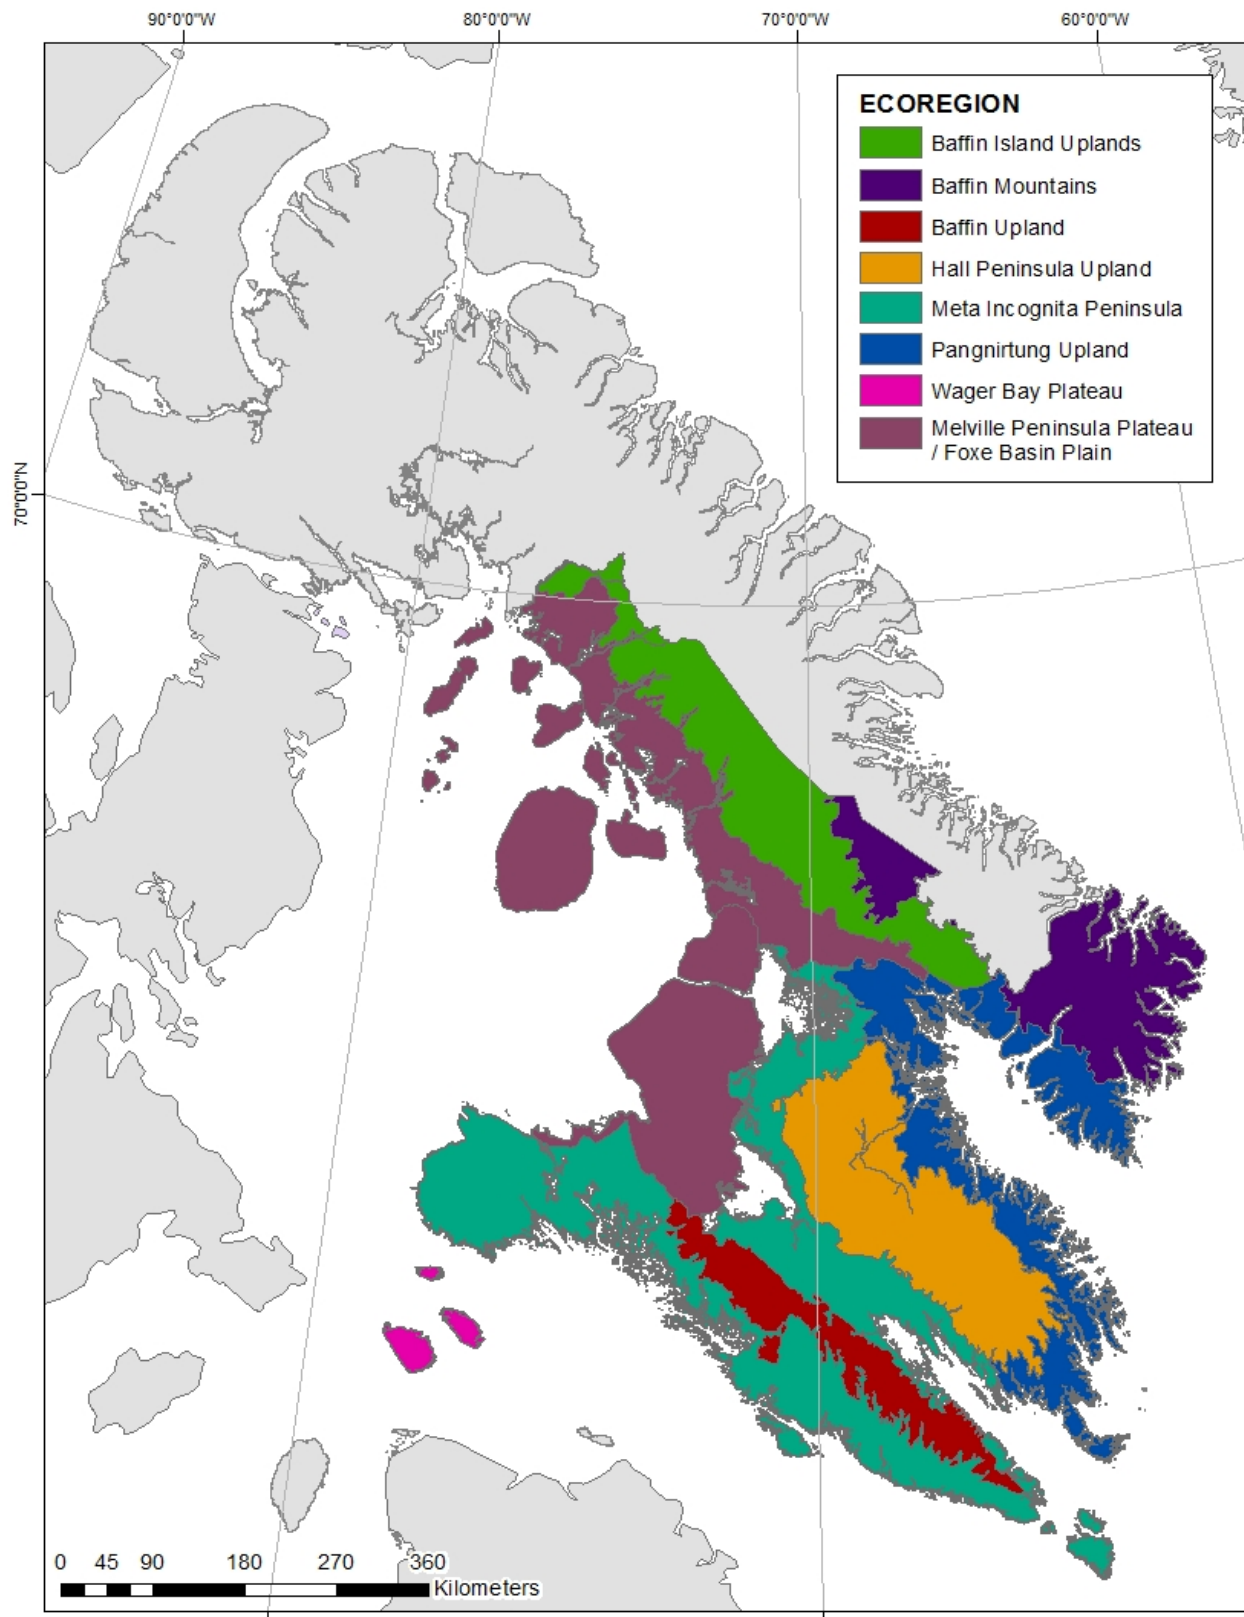 90°0'0"W
80°0'0"W
70°0'0"W
60°0'0"W
ECOREGION
Baffin Island Uplands
Baffin Mountains
Baffin Upland
Hall Peninsula Upland
Meta Incognita Peninsula
Pangnirtung Upland
Wager Bay Plateau
Melville Peninsula Plateau
/ Foxe Basin Plain
70°0'0"N
0 45 90 180 270 360
Kilometers